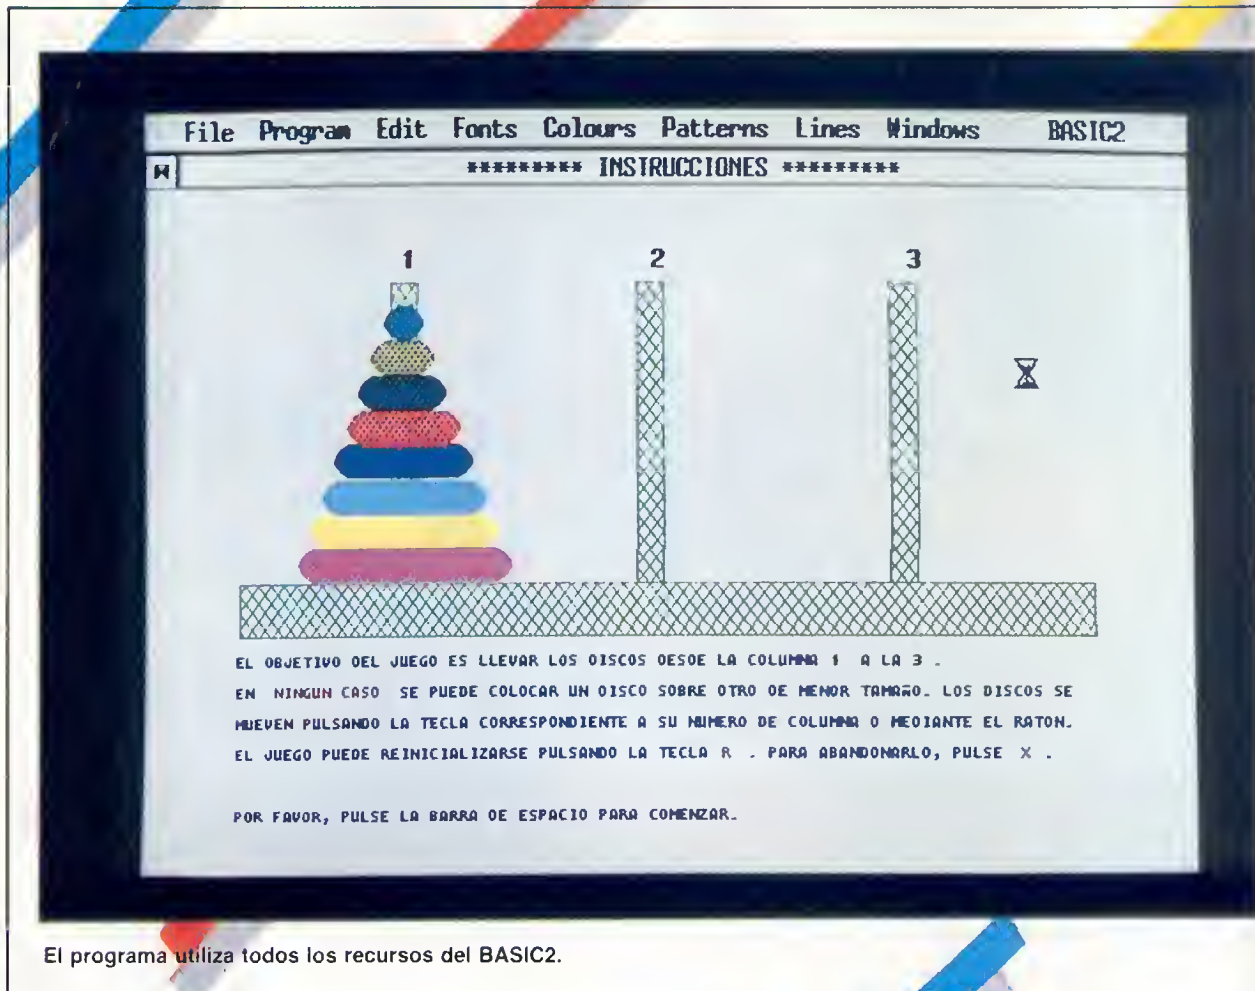 File Program Edit Fonts Colours Patterns Lines Windows BASIC2
********* INSTRUCCIONES *********
1 2 3
EL OBJETIVO DEL JUEGO ES LLEVAR LOS DISCOS DESDE LA COLUMNA 1 A LA 3 .
EN NINGUN CASO SE PUEDE COLOCAR UN DISCO SOBRE OTRO DE MENOR TAMAÑO. LOS DISCOS SE
MUEVEN PULSANDO LA TECLA CORRESPONDIENTE A SU NUMERO DE COLUMNA O MEDIANTE EL RATON.
EL JUEGO PUEDE REINICIALIZARSE PULSANDO LA TECLA R . PARA ABANDONARLO, PULSE X .
POR FAVOR, PULSE LA BARRA DE ESPACIO PARA COMENZAR.
El programa utiliza todos los recursos del BASIC2.